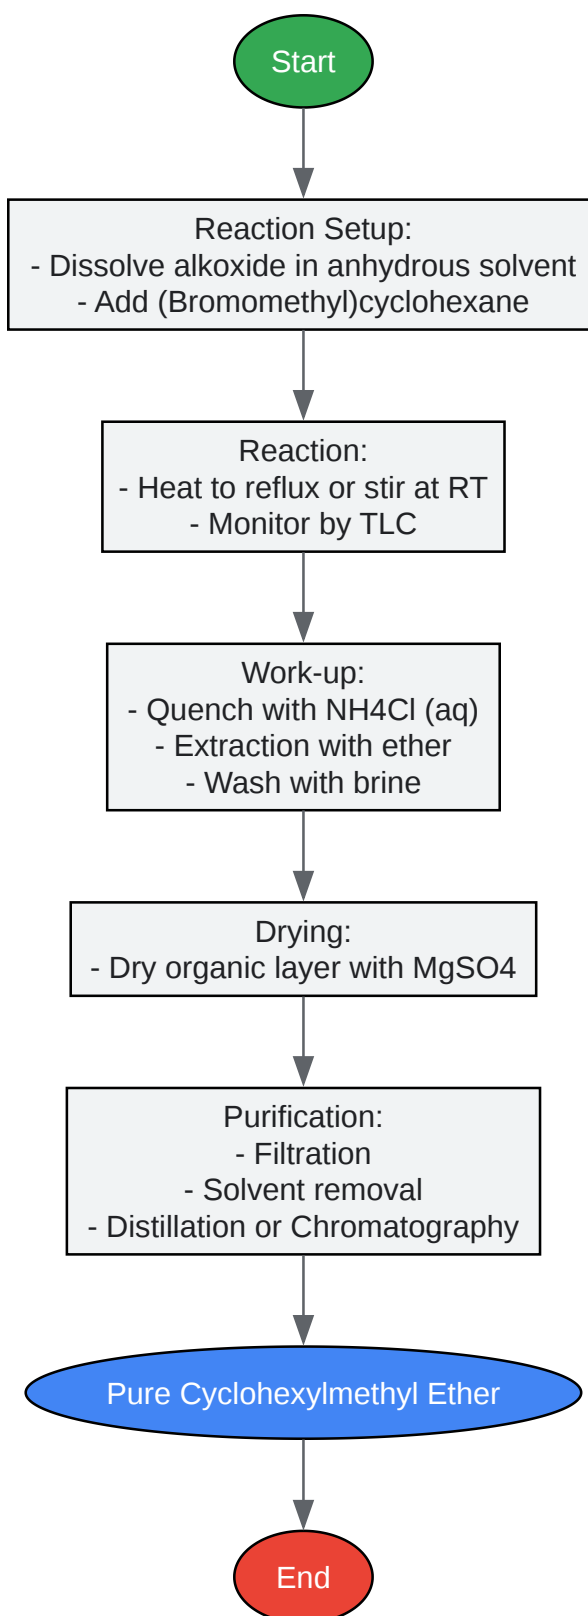 Start
Reaction Setup:
- Dissolve alkoxide in anhydrous solvent
- Add (Bromomethyl)cyclohexane
Reaction:
- Heat to reflux or stir at RT
- Monitor by TLC
Work-up:
- Quench with NH4Cl (aq)
- Extraction with ether
- Wash with brine
Drying:
- Dry organic layer with MgSO4
Purification:
- Filtration
- Solvent removal
- Distillation or Chromatography
Pure Cyclohexylmethyl Ether
End